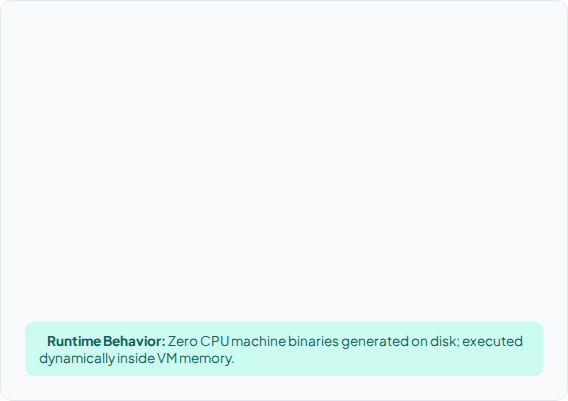 Runtime Behavior: Zero CPU machine binaries generated on disk; executed
dynamically inside VM memory.